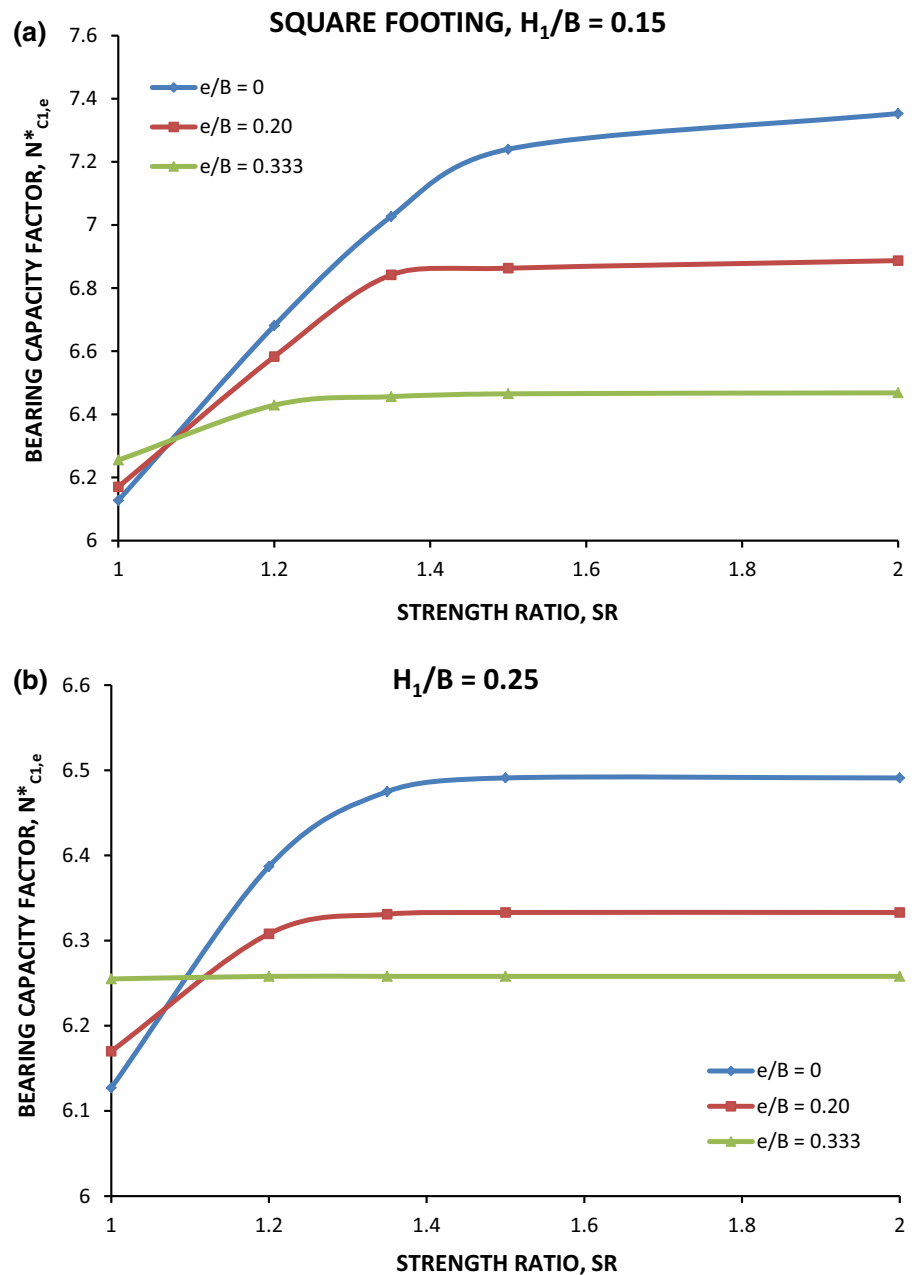 (a)
SQUARE FOOTING, H1/B = 0.15
7.6
7.4
7.2
7
6.8
6.6
6.4
6.2
6
BEARING CAPACITY FACTOR, N*C1,e
e/B = 0
e/B = 0.20
e/B = 0.333
1 1.2 1.4 1.6 1.8 2
STRENGTH RATIO, SR
(b)
H1/B = 0.25
6.6
6.5
6.4
6.3
6.2
6.1
6
BEARING CAPACITY FACTOR, N*C1,e
e/B = 0
e/B = 0.20
e/B = 0.333
1 1.2 1.4 1.6 1.8 2
STRENGTH RATIO, SR